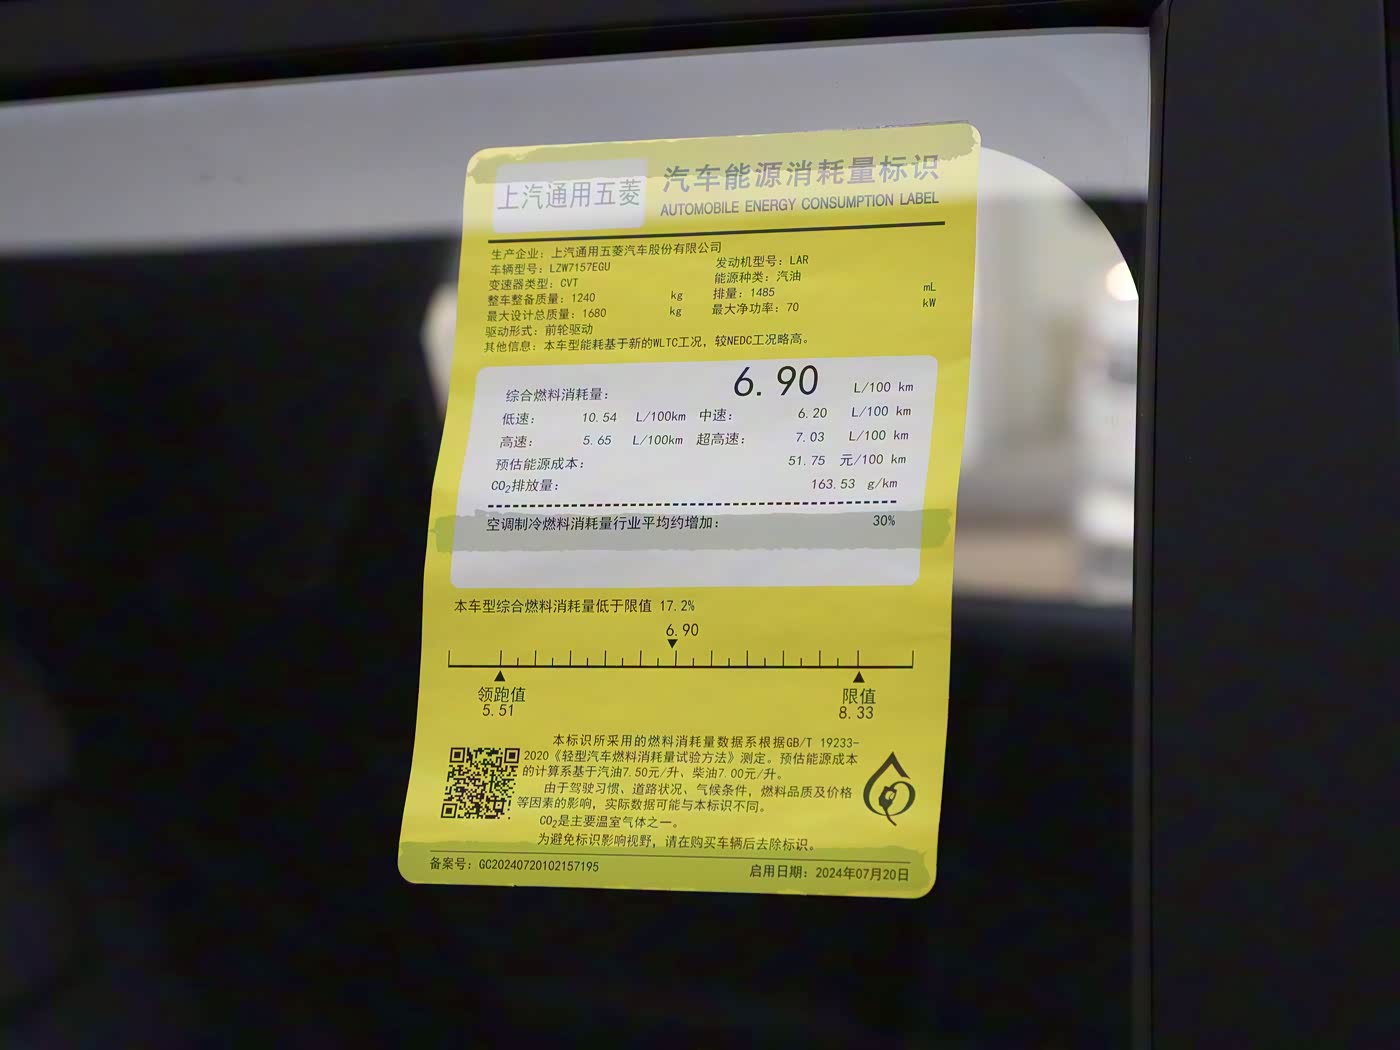 上汽通用五菱
汽车能源消耗量标识
AUTOMOBILE ENERGY CONSUMPTION LABEL
生产企业：上汽通用五菱汽车股份有限公司
车辆型号：LZW7157EGU 发动机型号：LAR
变速器类型：CVT 能源种类：汽油
整车整备质量：1240 kg 排量：1485 mL
最大设计总质量：1680 kg 最大净功率：70 kW
驱动形式：前轮驱动
其他信息：本车型能耗基于新的WLTC工况，较NEDC工况略高。
综合燃料消耗量： 6.90 L/100 km
低速： 10.54 L/100km 中速： 6.20 L/100 km
高速： 5.65 L/100km 超高速： 7.03 L/100 km
预估能源成本： 51.75 元/100 km
CO₂排放量： 163.53 g/km
空调制冷燃料消耗量行业平均约增加： 30%
本车型综合燃料消耗量低于限值 17.2%
6.90
领跑值 限值
5.51 8.33
本标识所采用的燃料消耗量数据系根据GB/T 19233-
2020《轻型汽车燃料消耗量试验方法》测定。预估能源成本
的计算系基于汽油7.50元/升、柴油7.00元/升。
由于驾驶习惯、道路状况、气候条件，燃料品质及价格
等因素的影响，实际数据可能与本标识不同。
CO₂是主要温室气体之一。
为避免标识影响视野，请在购买车辆后去除标识。
备案号：GC20240720102157195 启用日期：2024年07月20日